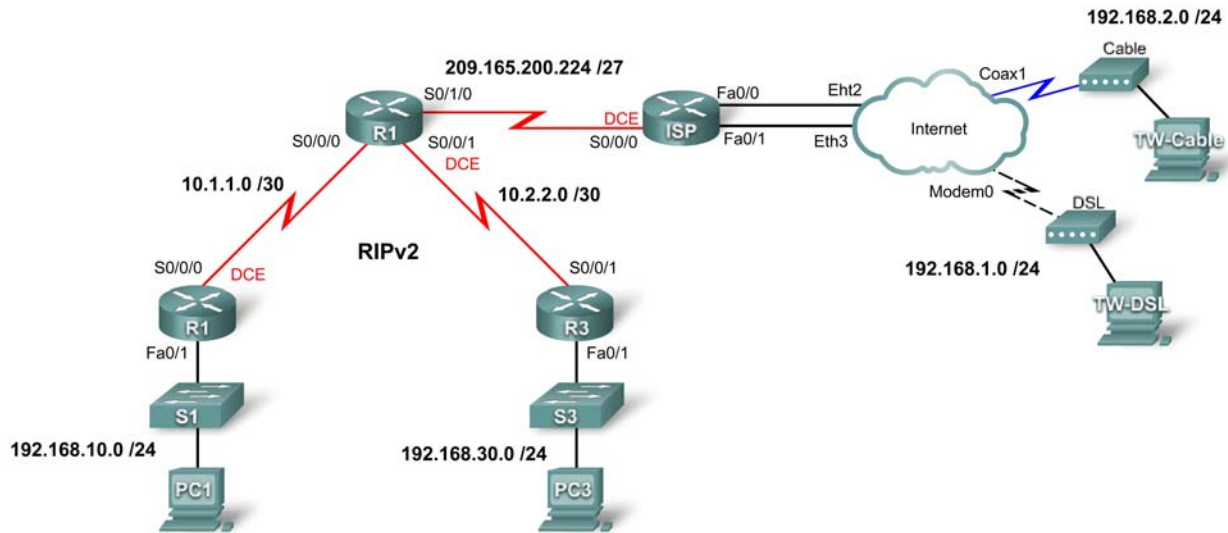 192.168.2.0 /24
Cable
209.165.200.224 /27
Coax1
S0/1/0
Fa0/0
Eht2
DCE
R1
ISP
Internet
TW-Cable
S0/0/0
S0/0/1
S0/0/0
Fa0/1
Eth3
DCE
Modem0
DSL
10.1.1.0 /30
10.2.2.0 /30
RIPv2
192.168.1.0 /24
S0/0/0
DCE
S0/0/1
TW-DSL
R1
R3
Fa0/1
Fa0/1
S1
S3
192.168.10.0 /24
192.168.30.0 /24
PC1
PC3